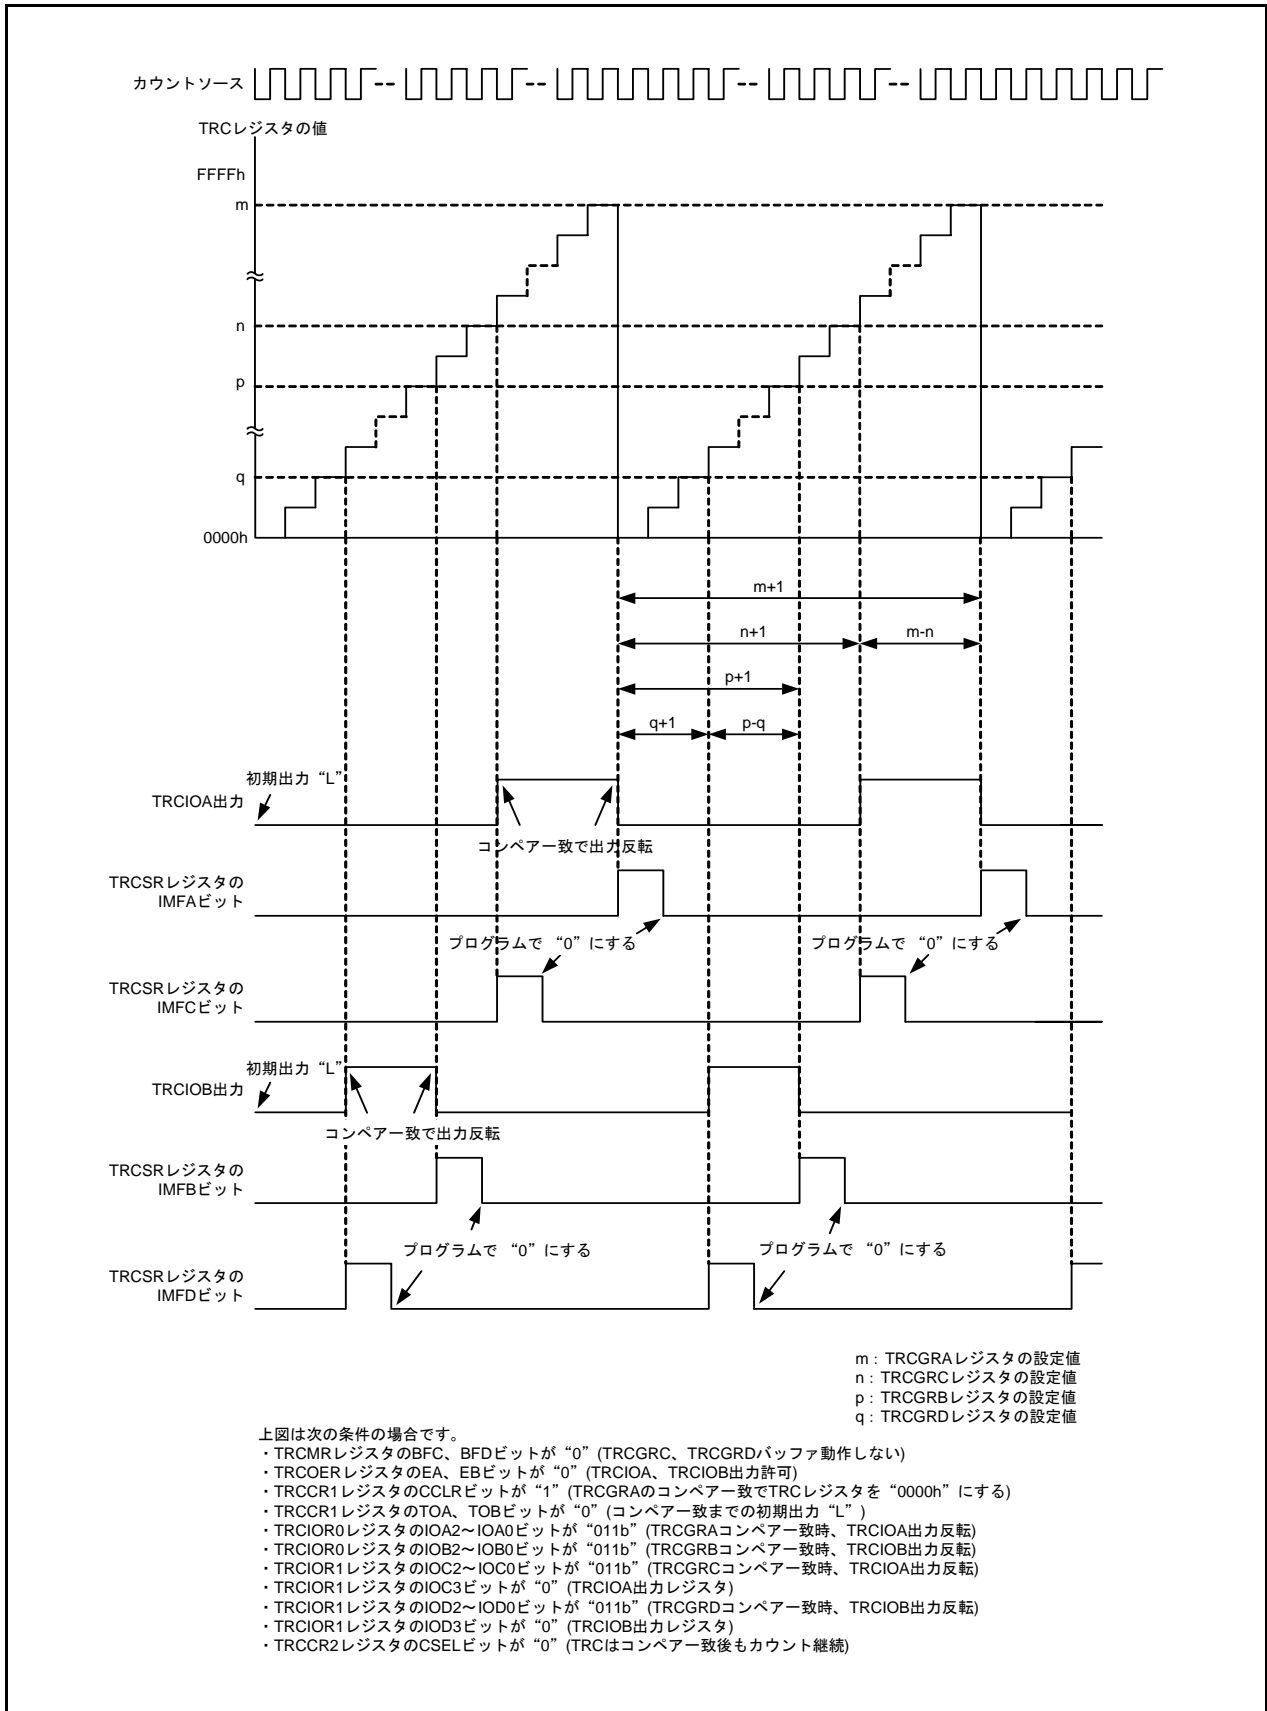 カウントソース
TRCレジスタの値
FFFFh
m
n
p
q
0000h
m+1
n+1
m-n
p+1
q+1
p-q
初期出力“L”
TRCIOA出力
コンペア一致で出力反転
TRCSRレジスタの
IMFAビット
プログラムで “0”にする
プログラムで “0”にする
TRCSRレジスタの
IMFCビット
初期出力“L”
TRCIOB出力
コンペア一致で出力反転
TRCSRレジスタの
IMFBビット
プログラムで “0”にする
プログラムで “0”にする
TRCSRレジスタの
IMFDビット
m : TRCGRAレジスタの設定値
n : TRCGRCレジスタの設定値
p : TRCGRBレジスタの設定値
q : TRCGRDレジスタの設定値
上図は次の条件の場合です。
・TRCMRレジスタのBFC、BFDビットが“0”(TRCGRC、TRCGRDバッファ動作しない)
・TRCOERレジスタのEA、EBビットが“0”(TRCIOA、TRCIOB出力許可)
・TRCCR1レジスタのCCLRビットが“1”(TRCGRAのコンペア一致でTRCレジスタを“0000h”にする)
・TRCCR1レジスタのTOA、TOBビットが“0”(コンペア一致までの初期出力“L”)
・TRCIOR0レジスタのIOA2～IOA0ビットが“011b”(TRCGRAコンペア一致時、TRCIOA出力反転)
・TRCIOR0レジスタのIOB2～IOB0ビットが“011b”(TRCGRBコンペア一致時、TRCIOB出力反転)
・TRCIOR1レジスタのIOC2～IOC0ビットが“011b”(TRCGRCコンペア一致時、TRCIOA出力反転)
・TRCIOR1レジスタのIOC3ビットが“0”(TRCIOA出力レジスタ)
・TRCIOR1レジスタのIOD2～IOD0ビットが“011b”(TRCGRDコンペア一致時、TRCIOB出力反転)
・TRCIOR1レジスタのIOD3ビットが“0”(TRCIOB出力レジスタ)
・TRCCR2レジスタのCSELビットが“0”(TRCはコンペア一致後もカウント継続)